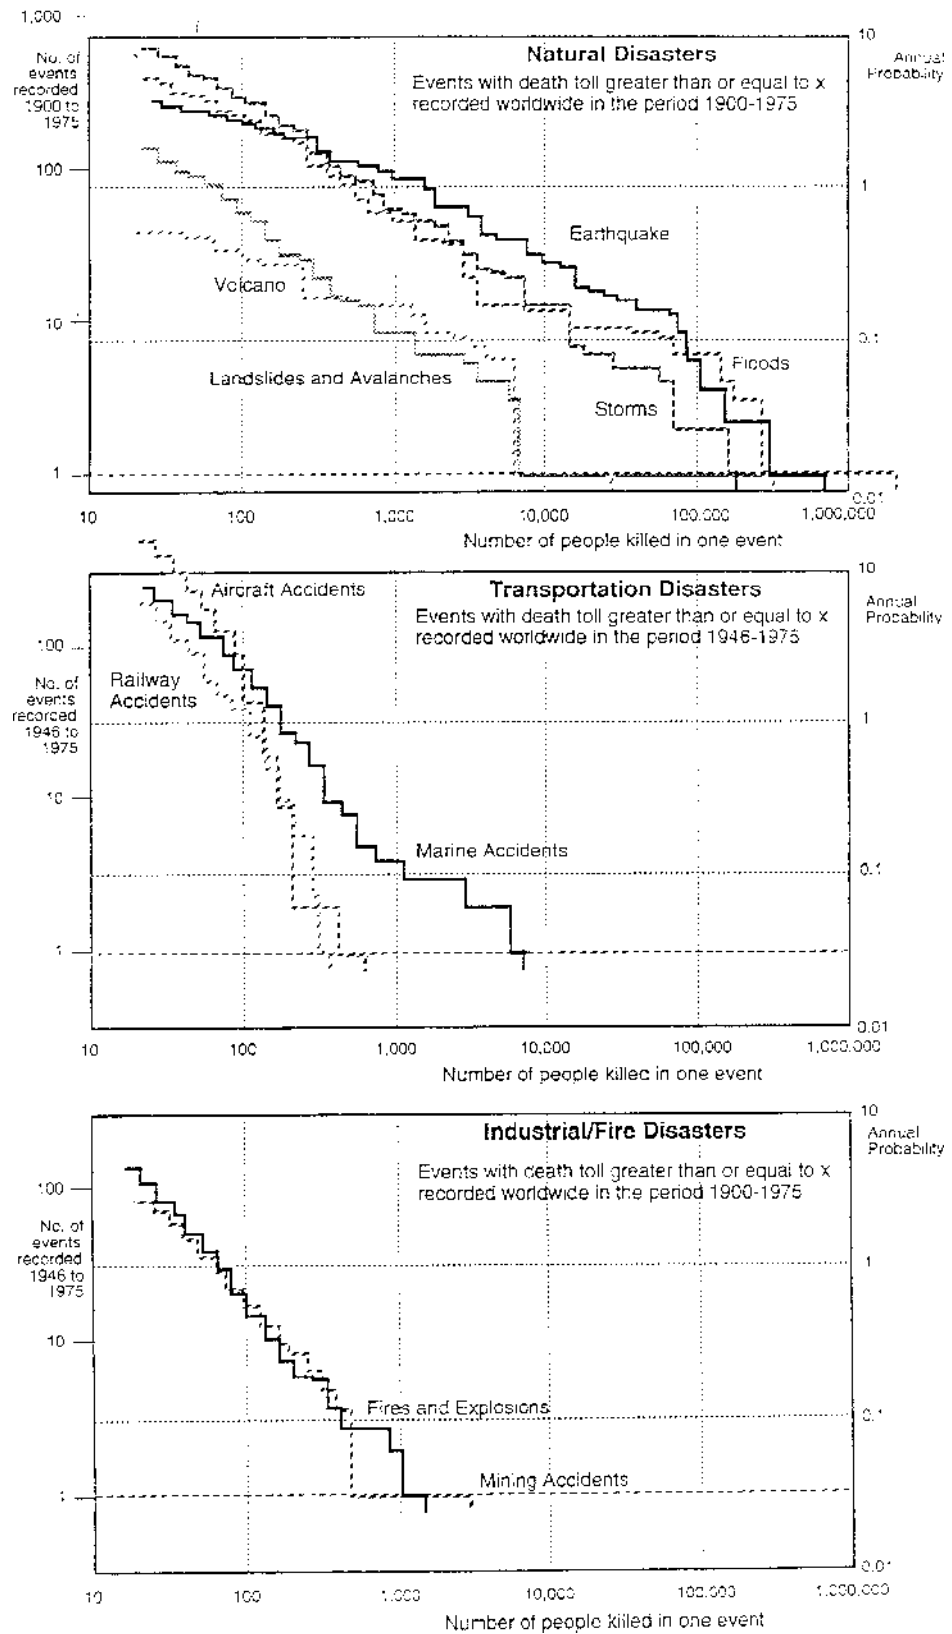 1,000
No. of
events
recorded
1900 to
1975
100
10
1
Natural Disasters
Events with death toll greater than or equal to x
recorded worldwide in the period 1900-1975
10
Annual
Probability
1
0.1
0.01
Earthquake
Volcano
Landslides and Avalanches
Floods
Storms
10
100
1,000
10,000
100,000
1,000,000
Number of people killed in one event
Aircraft Accidents
Transportation Disasters
Events with death toll greater than or equal to x
recorded worldwide in the period 1946-1975
10
Annual
Probability
100
Railway
Accidents
No. of
events
recorded
1946 to
1975
1
10
Marine Accidents
0.1
1
0.01
10
100
1,000
10,000
100,000
1,000,000
Number of people killed in one event
Industrial/Fire Disasters
Events with death toll greater than or equal to x
recorded worldwide in the period 1900-1975
10
Annual
Probability
100
No. of
events
recorded
1946 to
1975
1
10
Fires and Explosions
0.1
Mining Accidents
1
0.01
10
100
1,000
10,000
100,000
1,000,000
Number of people killed in one event